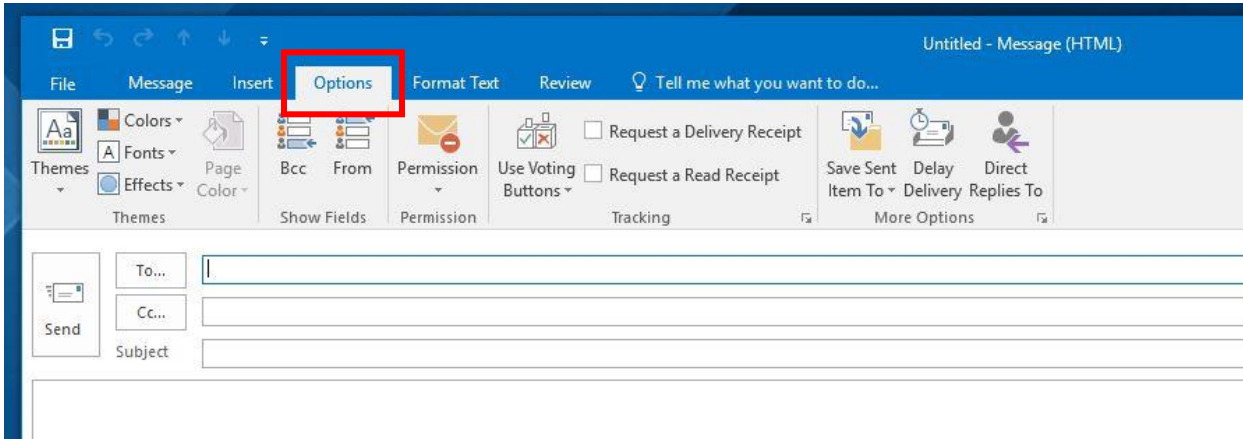 Untitled - Message (HTML)
File Message Insert Options Format Text Review Tell me what you want to do...
Aa
Themes
Colors
A Fonts
Effects
Page
Color
Themes
Bcc From
Show Fields
Permission
Permission
Use Voting
Buttons
Request a Delivery Receipt
Request a Read Receipt
Tracking
Save Sent
Item To
Delay
Delivery
Direct
Replies To
More Options
Send
To...
Cc...
Subject